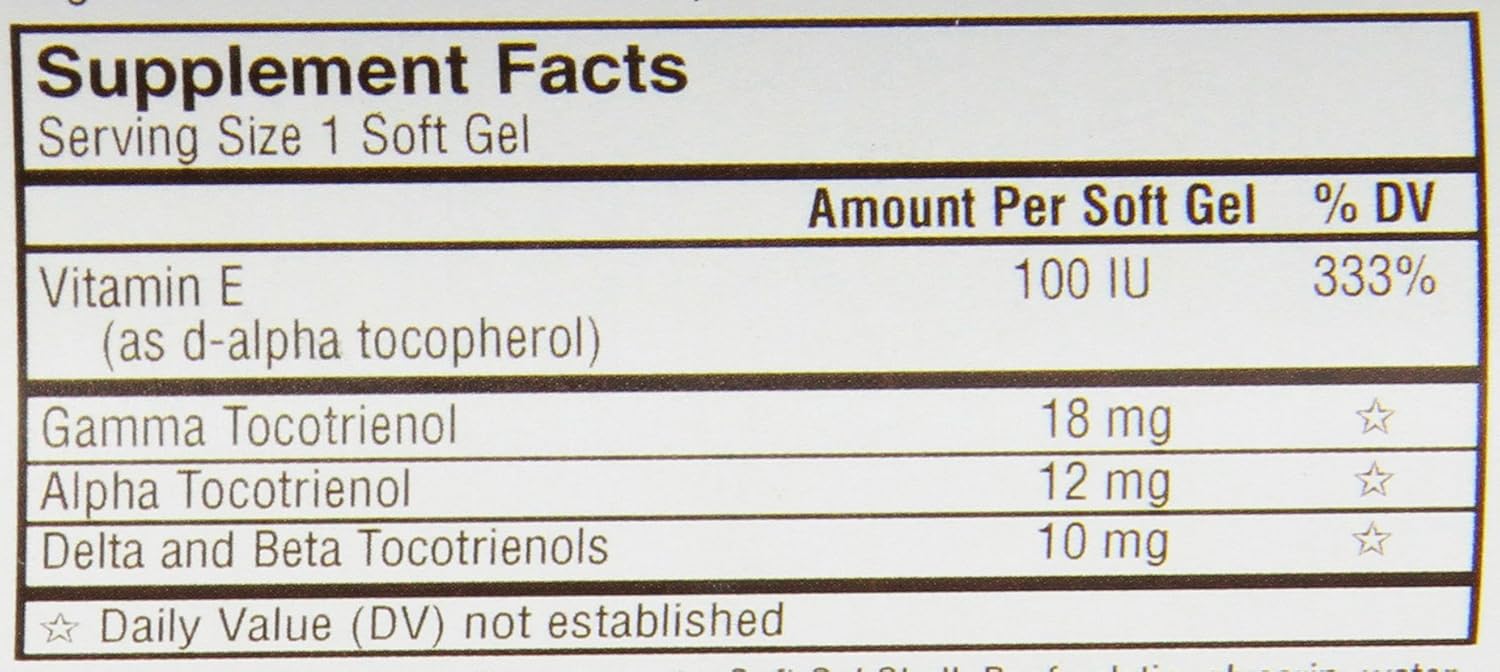 Supplement Facts
Serving Size 1 Soft Gel
Amount Per Soft Gel % DV
Vitamin E 100 IU 333%
(as d-alpha tocopherol)
Gamma Tocotrienol 18 mg ☆
Alpha Tocotrienol 12 mg ☆
Delta and Beta Tocotrienols 10 mg ☆
☆ Daily Value (DV) not established